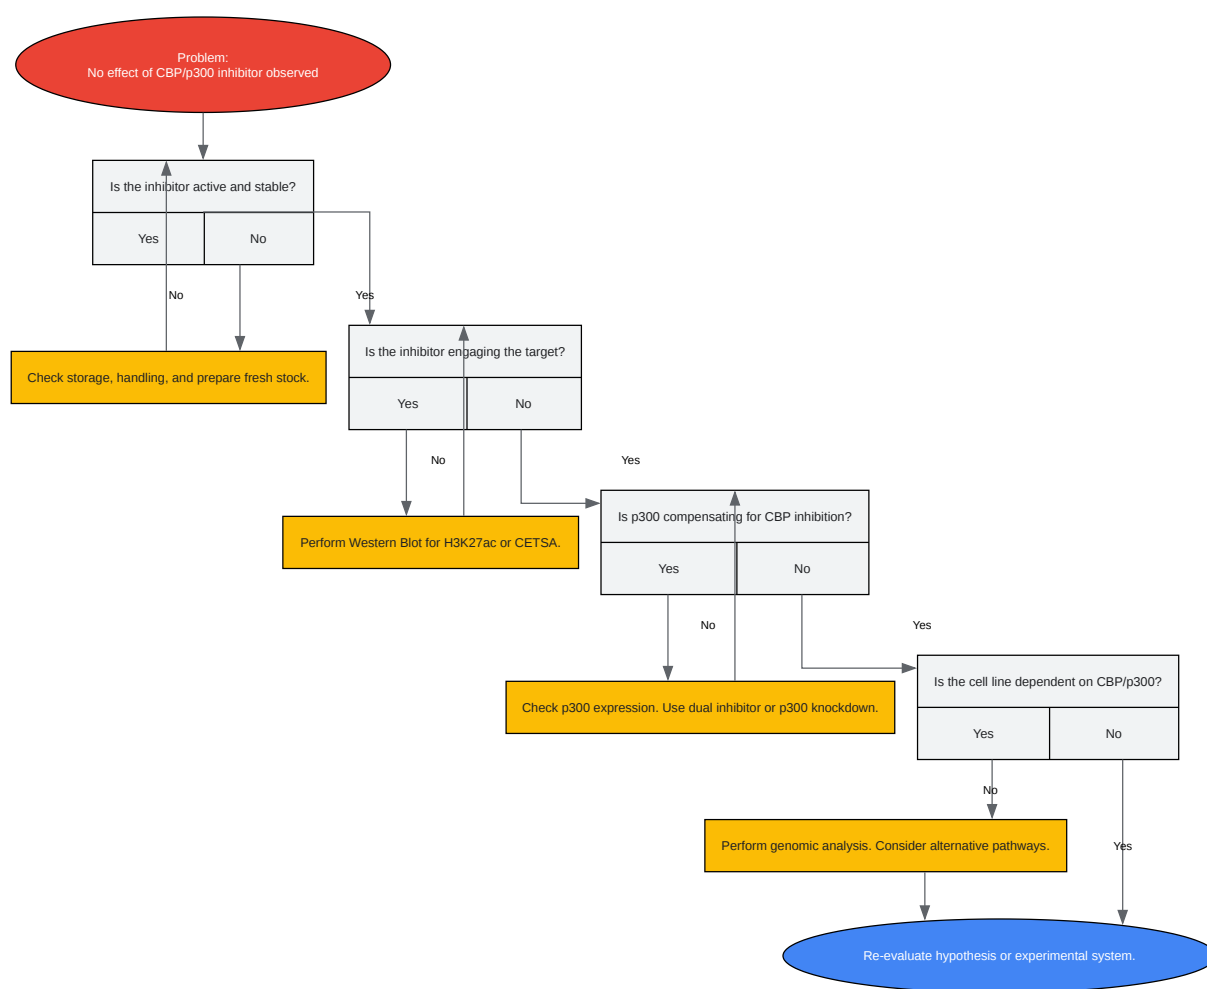 Problem:
No effect of CBP/p300 inhibitor observed
Is the inhibitor active and stable?
Yes
No
No
Yes
Check storage, handling, and prepare fresh stock.
Is the inhibitor engaging the target?
Yes
No
No
Yes
Perform Western Blot for H3K27ac or CETSA.
Is p300 compensating for CBP inhibition?
Yes
No
No
Yes
Check p300 expression. Use dual inhibitor or p300 knockdown.
Is the cell line dependent on CBP/p300?
Yes
No
No
Yes
Perform genomic analysis. Consider alternative pathways.
Re-evaluate hypothesis or experimental system.